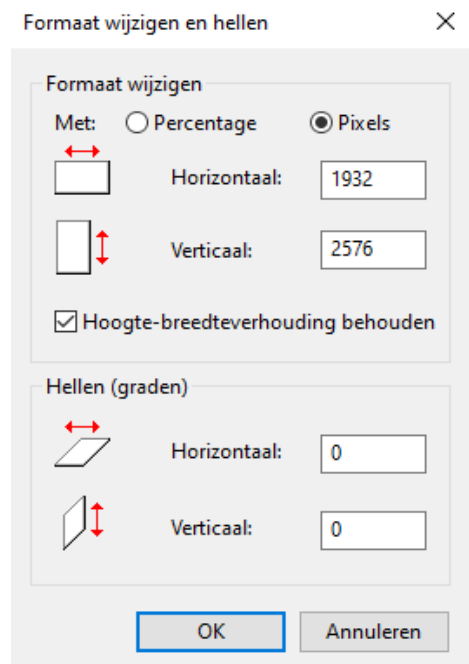 Formaat wijzigen en hellen
Formaat wijzigen
Met: Percentage Pixels
Horizontaal: 1932
Verticaal: 2576
Hoogte-breedteverhouding behouden
Hellen (graden)
Horizontaal: 0
Verticaal: 0
OK Annuleren